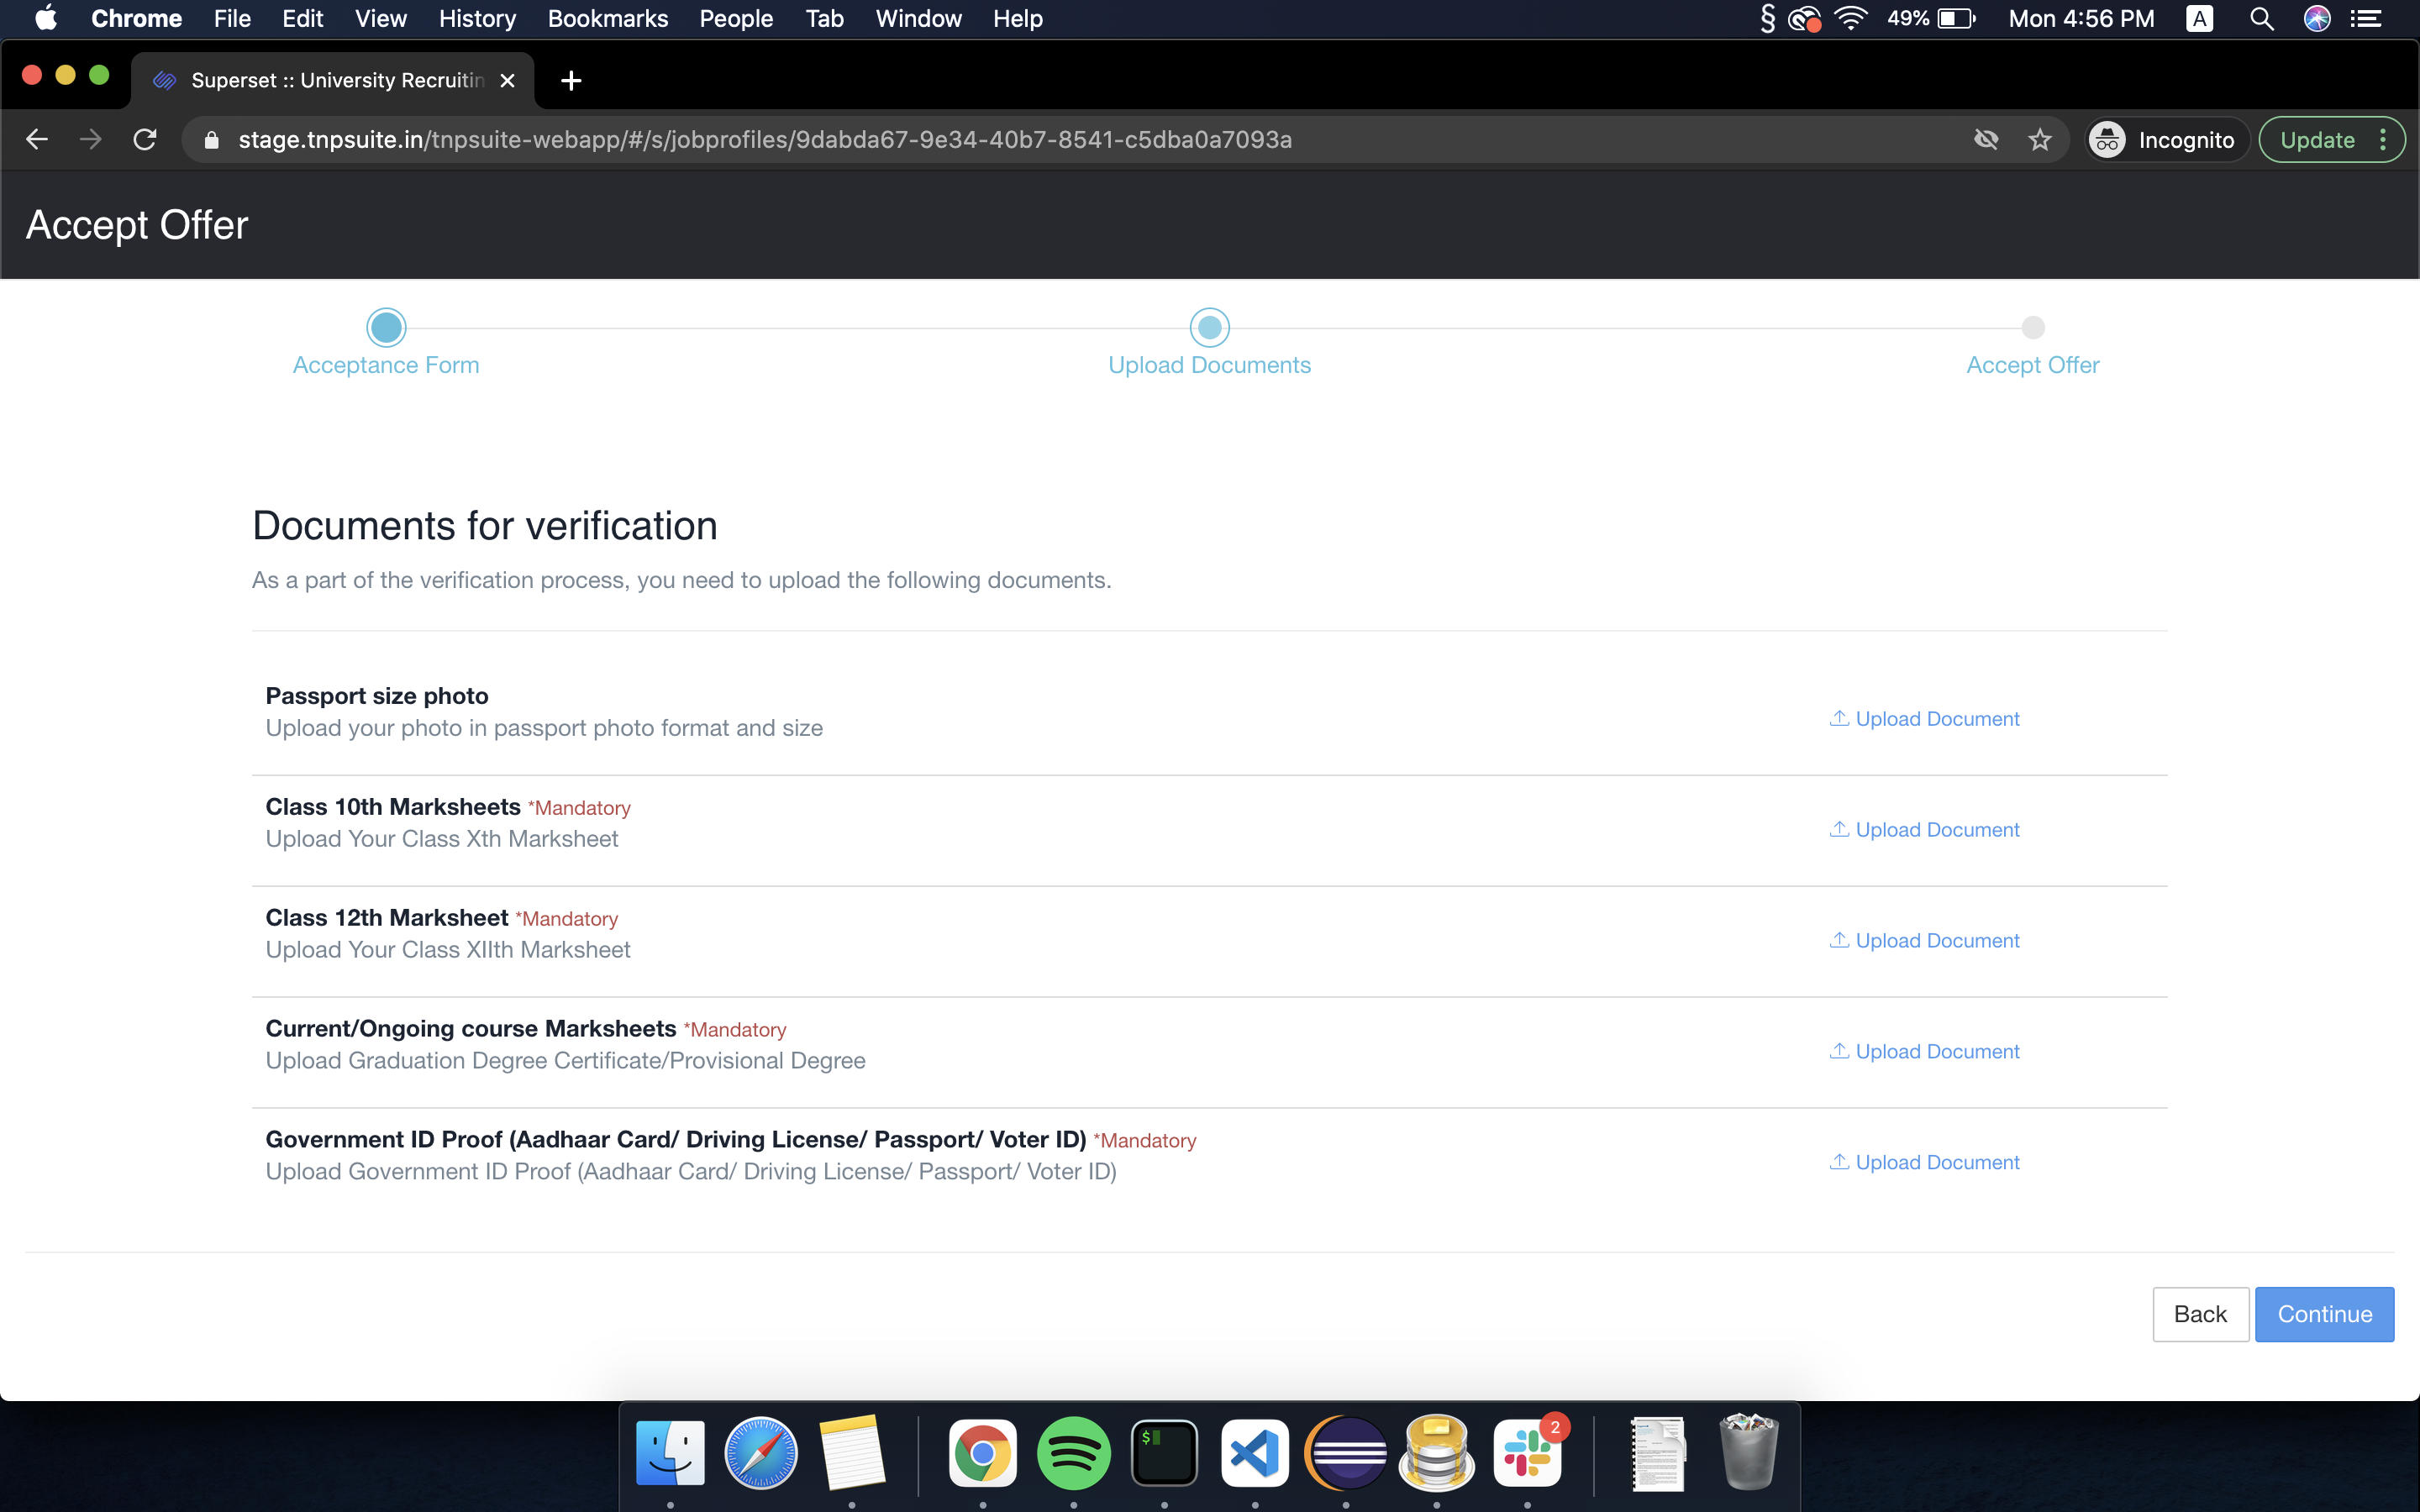 Chrome File Edit View History Bookmarks People Tab Window Help § 49% Mon 4:56 PM A
Superset :: University Recruitin
stage.tnpsuite.in/tnpsuite-webapp/#/s/jobprofiles/9dabda67-9e34-40b7-8541-c5dba0a7093a Incognito Update
Accept Offer
Acceptance Form Upload Documents Accept Offer
Documents for verification
As a part of the verification process, you need to upload the following documents.
Passport size photo
Upload your photo in passport photo format and size
Upload Document
Class 10th Marksheets *Mandatory
Upload Your Class Xth Marksheet
Upload Document
Class 12th Marksheet *Mandatory
Upload Your Class XIIth Marksheet
Upload Document
Current/Ongoing course Marksheets *Mandatory
Upload Graduation Degree Certificate/Provisional Degree
Upload Document
Government ID Proof (Aadhaar Card/ Driving License/ Passport/ Voter ID) *Mandatory
Upload Government ID Proof (Aadhaar Card/ Driving License/ Passport/ Voter ID)
Upload Document
Back Continue
$
2